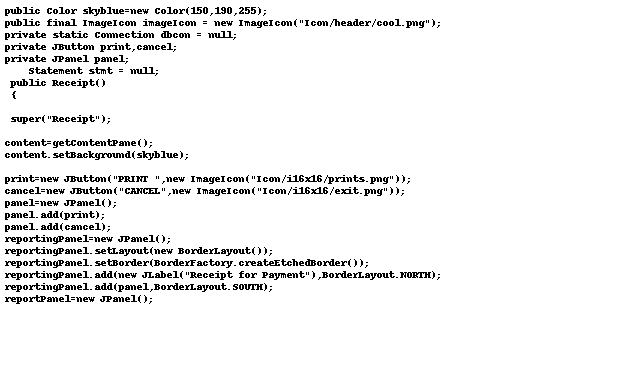 public Color skyblue=new Color(150,190,255);
public final ImageIcon imageIcon = new ImageIcon("Icon/header/cool.png");
private static Connection dbcon = null;
private JButton print,cancel;
private JPanel panel;
Statement stmt = null;
public Receipt()
{
super("Receipt");
content=getContentPane();
content.setBackground(skyblue);
print=new JButton("PRINT ",new ImageIcon("Icon/i16x16/prints.png"));
cancel=new JButton("CANCEL",new ImageIcon("Icon/i16x16/exit.png"));
panel=new JPanel();
panel.add(print);
panel.add(cancel);
reportingPanel=new JPanel();
reportingPanel.setLayout(new BorderLayout());
reportingPanel.setBorder(BorderFactory.createEtchedBorder());
reportingPanel.add(new JLabel("Receipt for Payment"),BorderLayout.NORTH);
reportingPanel.add(panel,BorderLayout.SOUTH);
reportPanel=new JPanel();